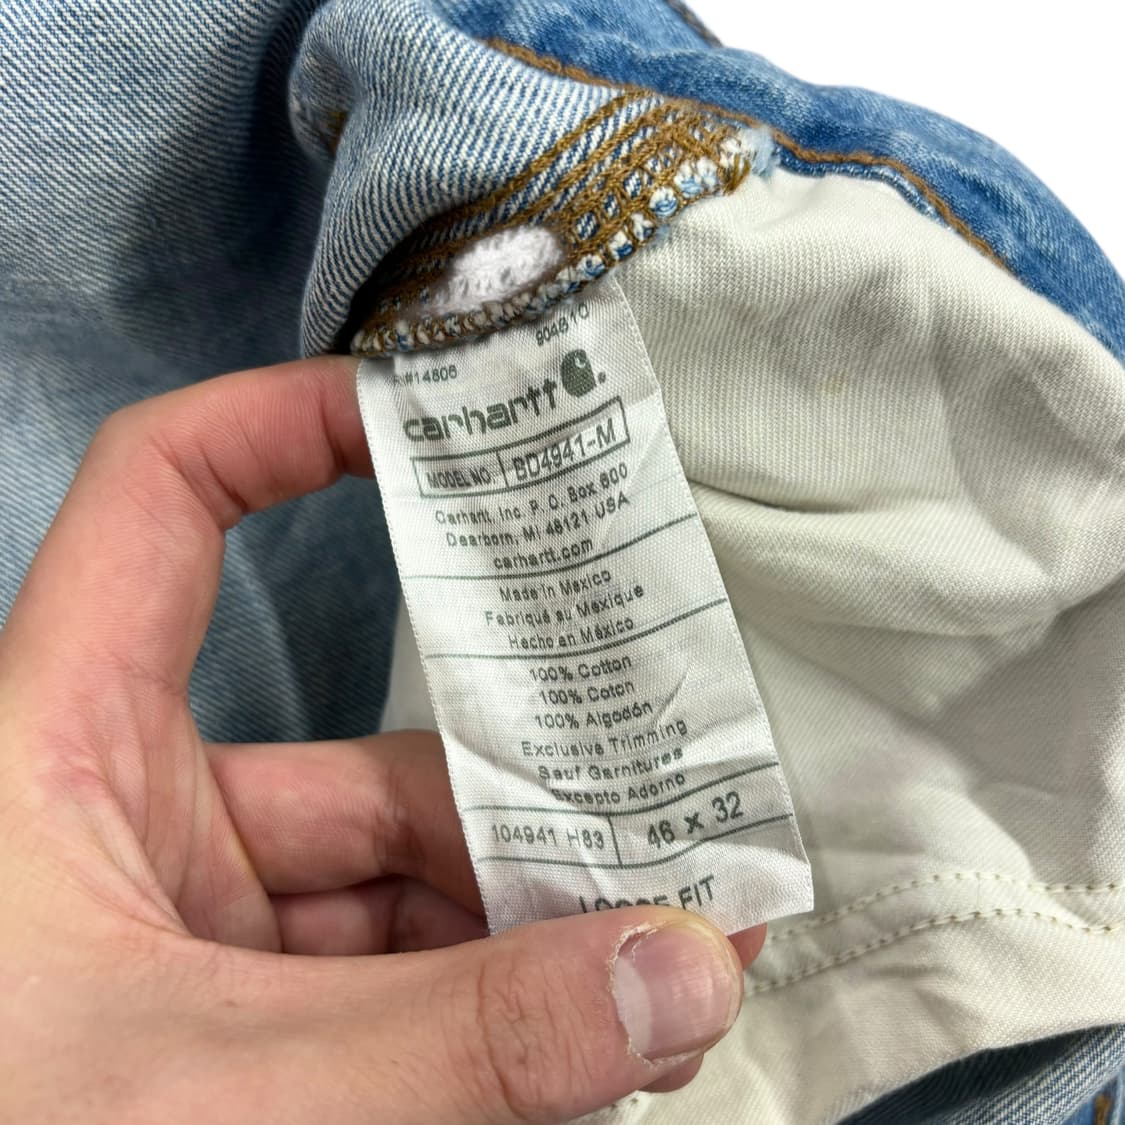 904810
#14806
carhartt
MODEL NO. BD4941-M
Carhartt, Inc P. O. Box 600
Dearborn, MI 48121 USA
carhartt.com
Made in Mexico
Fabriqué au Mexique
Hecho en México
100% Cotton
100% Coton
100% Algodón
Exclusive Trimming
Sauf Garnitures
Excepto Adorno
104941 H83 46 x 32
FIT